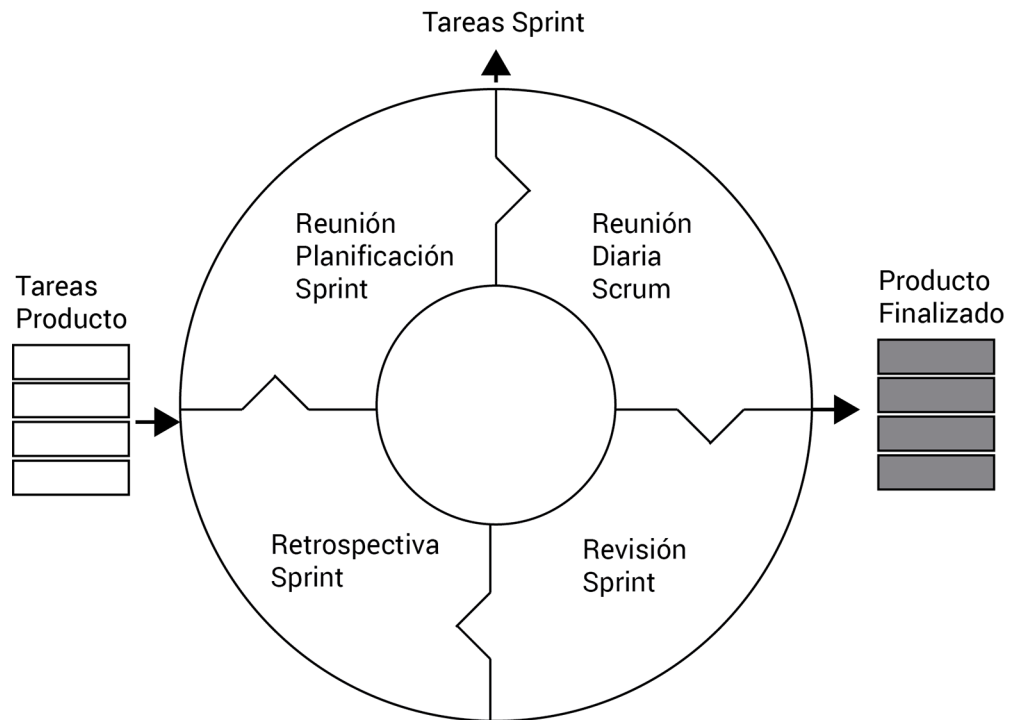 Tareas Sprint
Reunión
Planificación
Sprint
Reunión
Diaria
Scrum
Tareas
Producto
Producto
Finalizado
Retrospectiva
Sprint
Revisión
Sprint